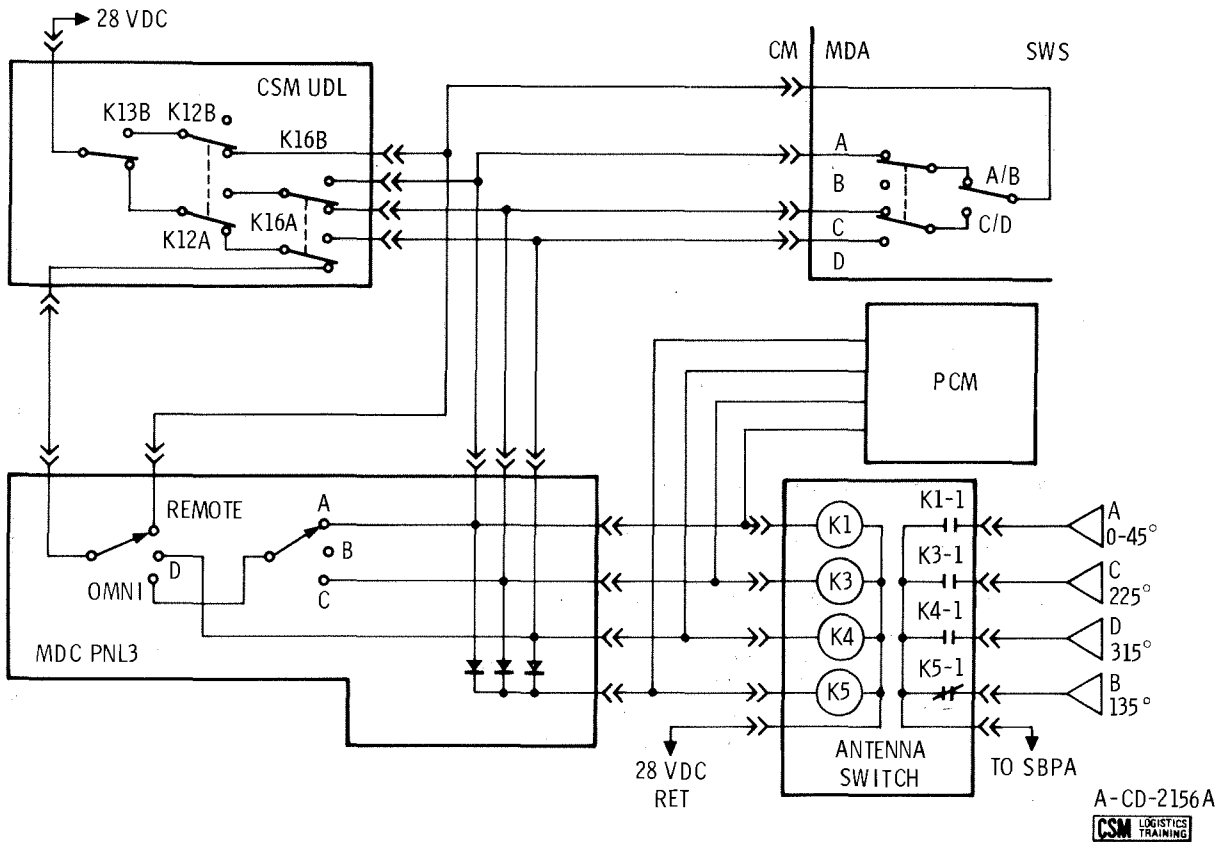 28 VDC
CM MDA SWS
CSM UDL
K13B K12B
K16B
K16A
K12A
A
B
C
D
A/B
C/D
PCM
REMOTE
D
OMNI
A
B
C
MDC PNL3
K1
K3
K4
K5
K1-1
K3-1
K4-1
K5-1
A
0-45°
C
225°
D
315°
B
135°
28 VDC
RET
ANTENNA
SWITCH
TO SBPA
A-CD-2156A
CSM LOGISTICS
TRAINING